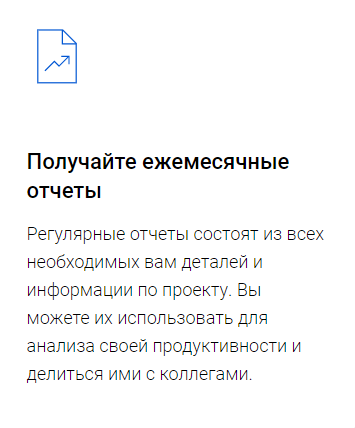 Получайте ежемесячные
отчеты
Регулярные отчеты состоят из всех
необходимых вам деталей и
информации по проекту. Вы
можете их использовать для
анализа своей продуктивности и
делиться ими с коллегами.